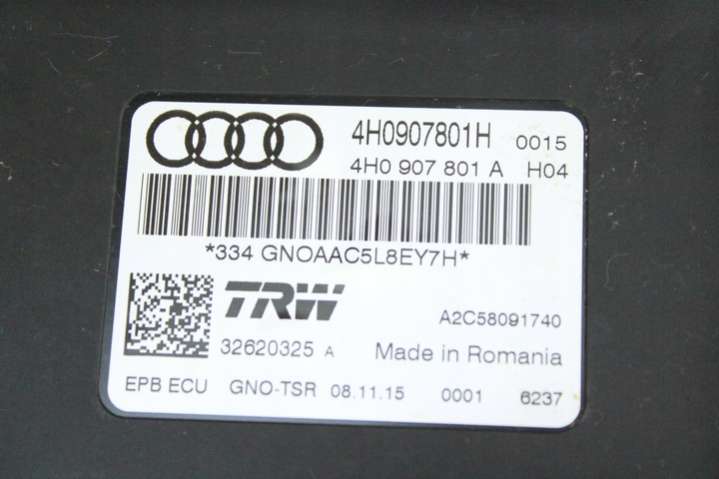 4H0907801H 0015
4H0 907 801 A H04
*334 GNOAAC5L8EY7H*
TRW A2C58091740
32620325 A Made in Romania
EPB ECU GNO-TSR 08.11.15 0001 6237